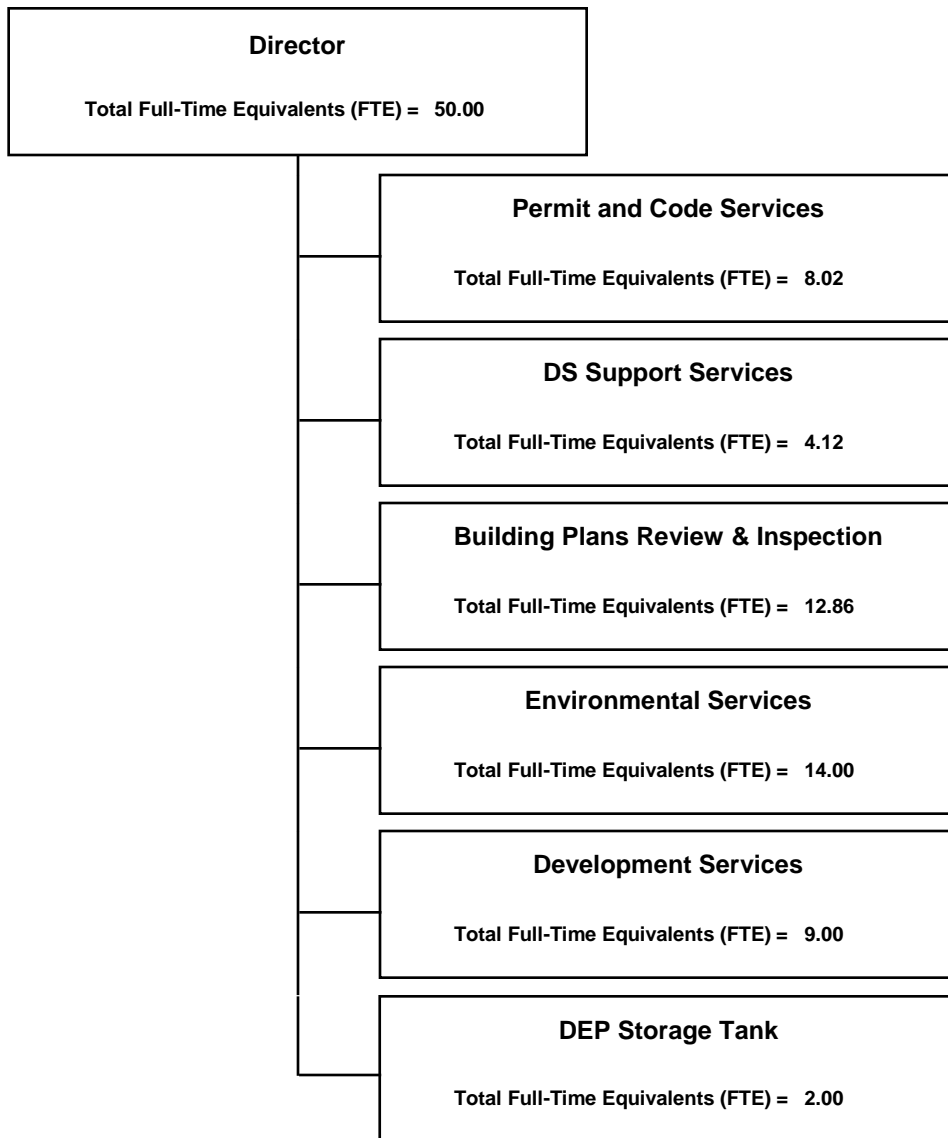 Director
Total Full-Time Equivalents (FTE) = 50.00
Permit and Code Services
Total Full-Time Equivalents (FTE) = 8.02
DS Support Services
Total Full-Time Equivalents (FTE) = 4.12
Building Plans Review & Inspection
Total Full-Time Equivalents (FTE) = 12.86
Environmental Services
Total Full-Time Equivalents (FTE) = 14.00
Development Services
Total Full-Time Equivalents (FTE) = 9.00
DEP Storage Tank
Total Full-Time Equivalents (FTE) = 2.00